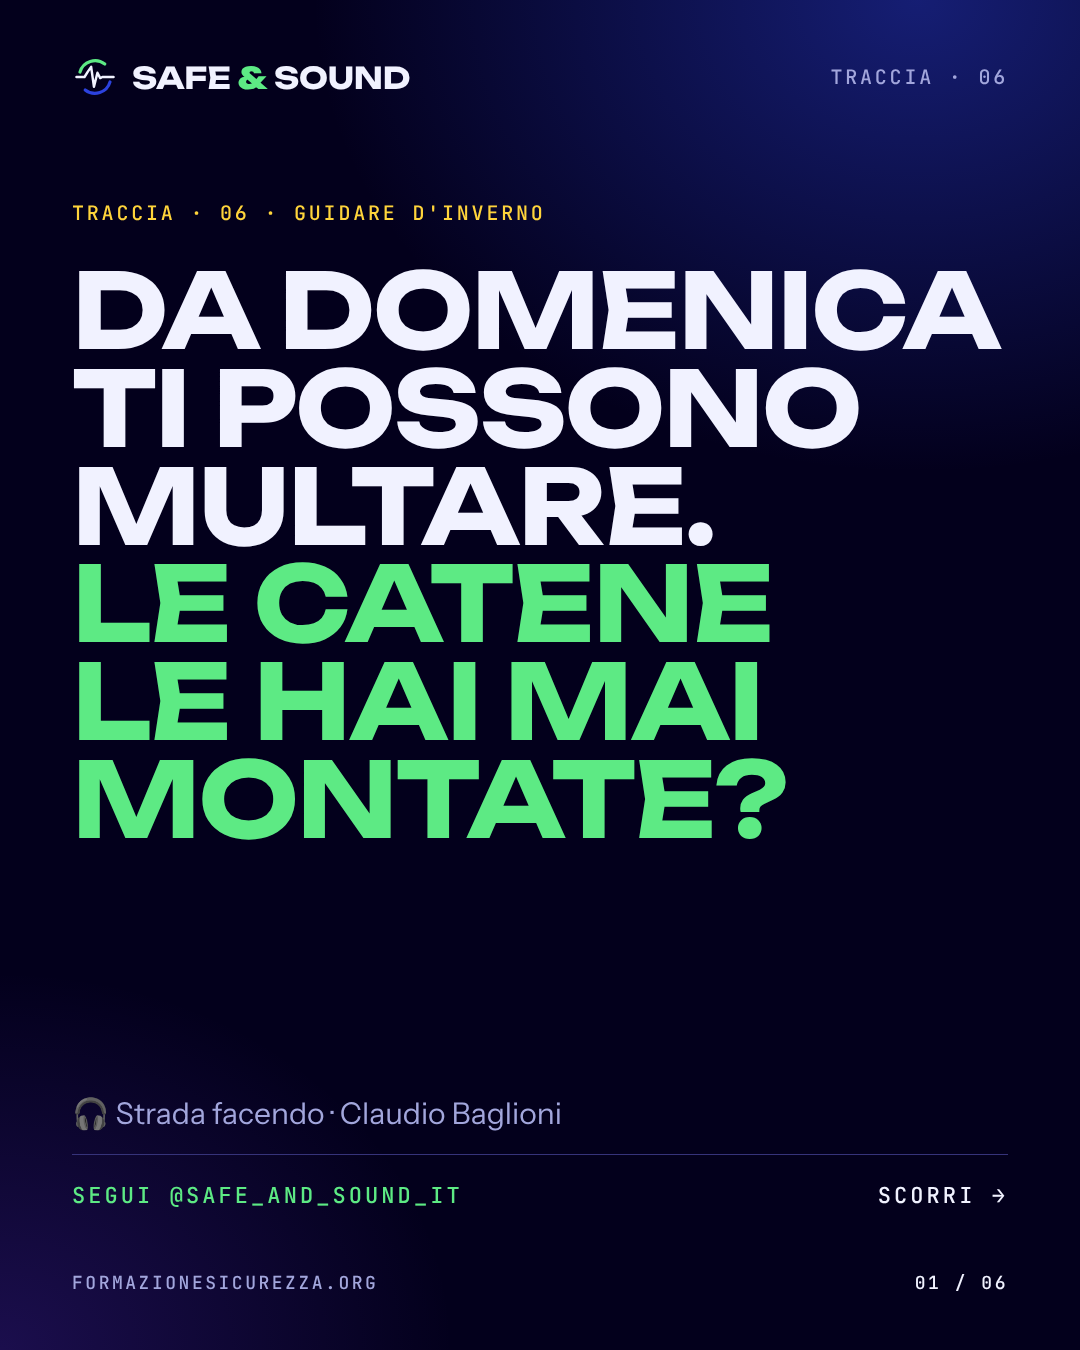 SAFE & SOUND
TRACCIA · 06
TRACCIA · 06 · GUIDARE D'INVERNO
DA DOMENICA
TI POSSONO
MULTARE.
LE CATENE
LE HAI MAI
MONTATE?
🎧 Strada facendo · Claudio Baglioni
SEGUI @SAFE_AND_SOUND_IT
SCORRI →
FORMAZIONESICUREZZA.ORG
01 / 06